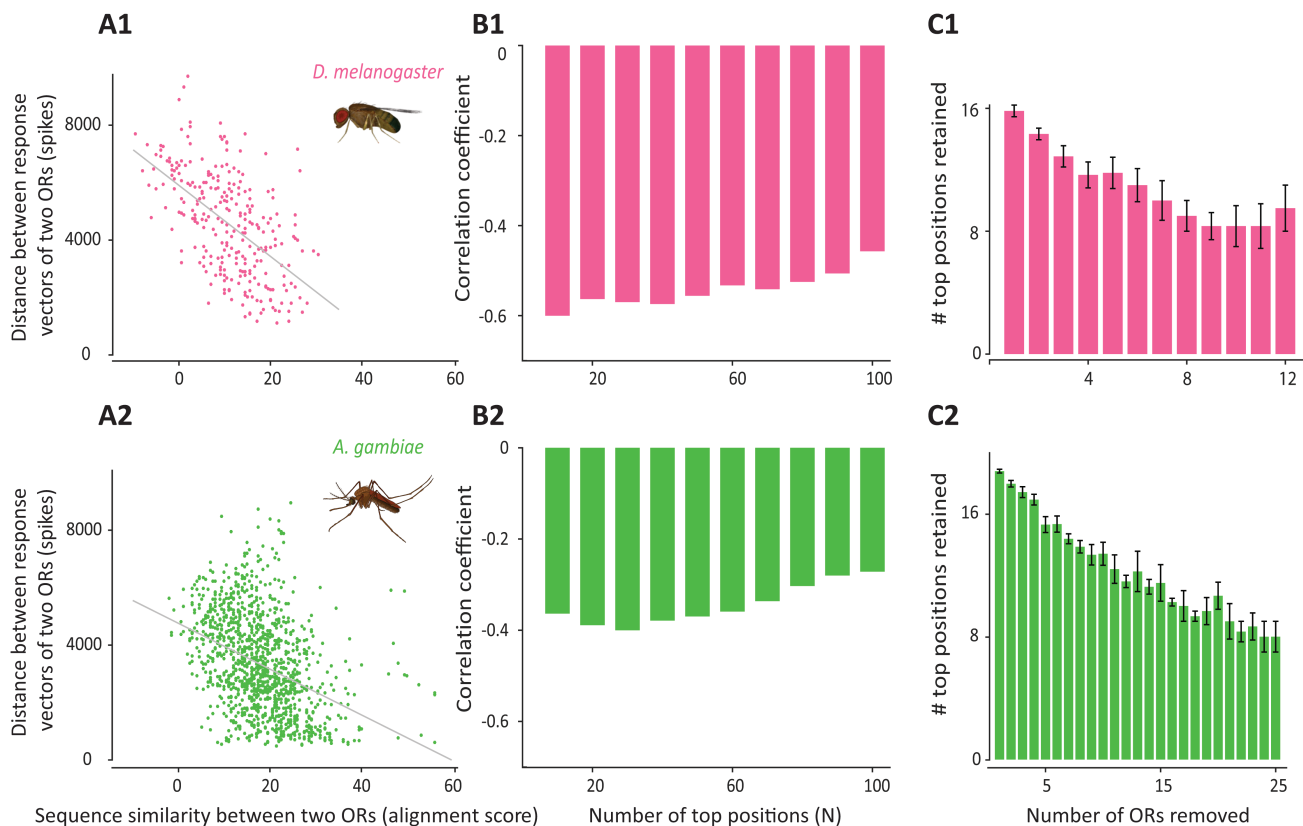 A1
D. melanogaster
Distance between response
vectors of two ORs (spikes)
8000
4000
0
0
20
40
60
B1
Correlation coefficient
0
-0.2
-0.4
-0.6
20
60
100
C1
# top positions retained
16
8
0
4
8
12
A2
A. gambiae
Distance between response
vectors of two ORs (spikes)
8000
4000
0
0
20
40
60
Sequence similarity between two ORs (alignment score)
B2
Correlation coefficient
0
-0.2
-0.4
-0.6
20
60
100
Number of top positions (N)
C2
# top positions retained
16
8
0
5
15
25
Number of ORs removed